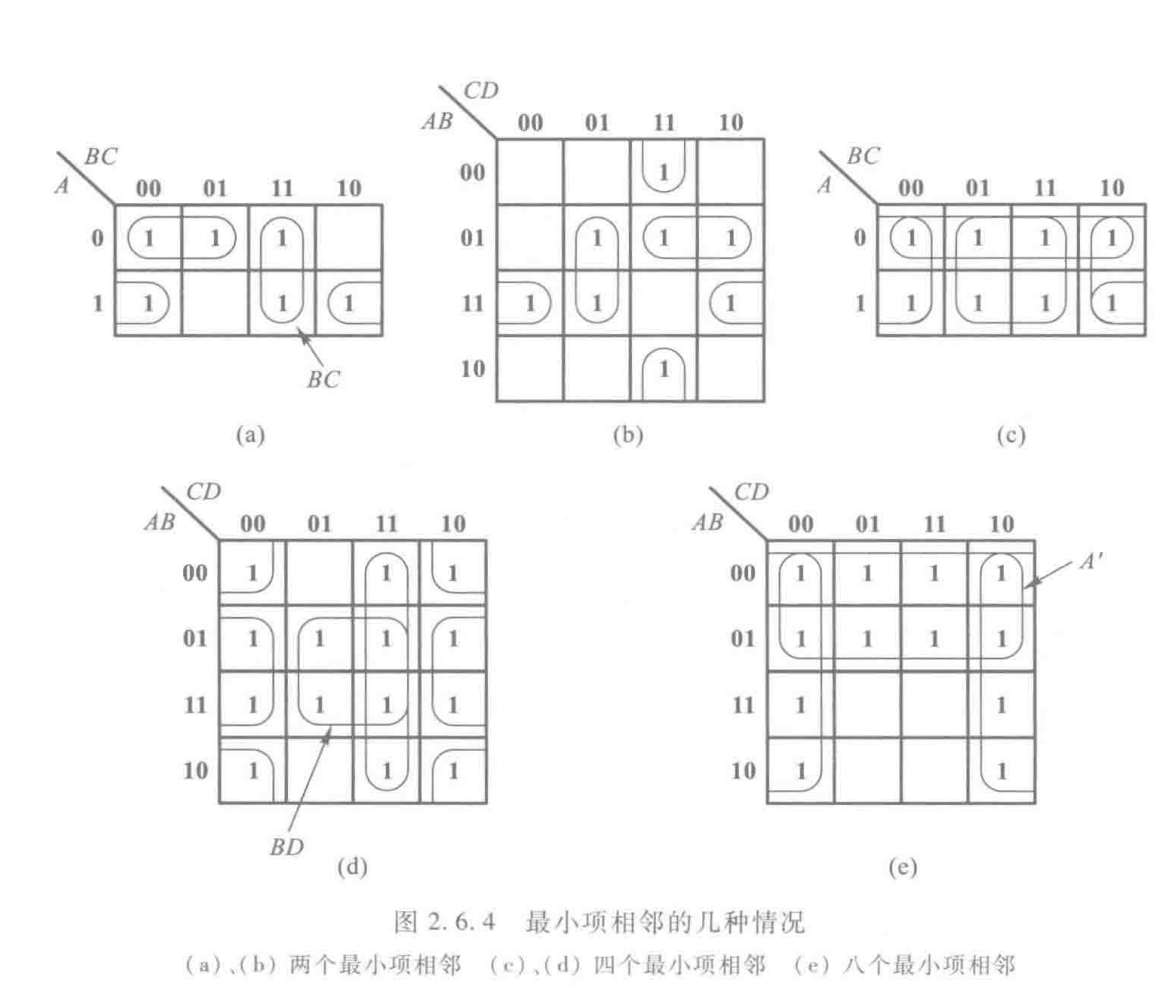 BC
A 00 01 11 10
0 1 1 1
1 1 1 1
BC
(a)
CD
AB 00 01 11 10
00 1
01 1 1 1
11 1 1 1
10 1
(b)
BC
A 00 01 11 10
0 1 1 1 1
1 1 1 1 1
(c)
CD
AB 00 01 11 10
00 1 1 1
01 1 1 1 1
11 1 1 1 1
10 1 1 1
BD
(d)
CD
AB 00 01 11 10
00 1 1 1 1
A′
01 1 1 1 1
11 1 1
10 1 1
(e)
图 2.6.4 最小项相邻的几种情况
(a)、(b) 两个最小项相邻 (c)、(d) 四个最小项相邻 (e) 八个最小项相邻